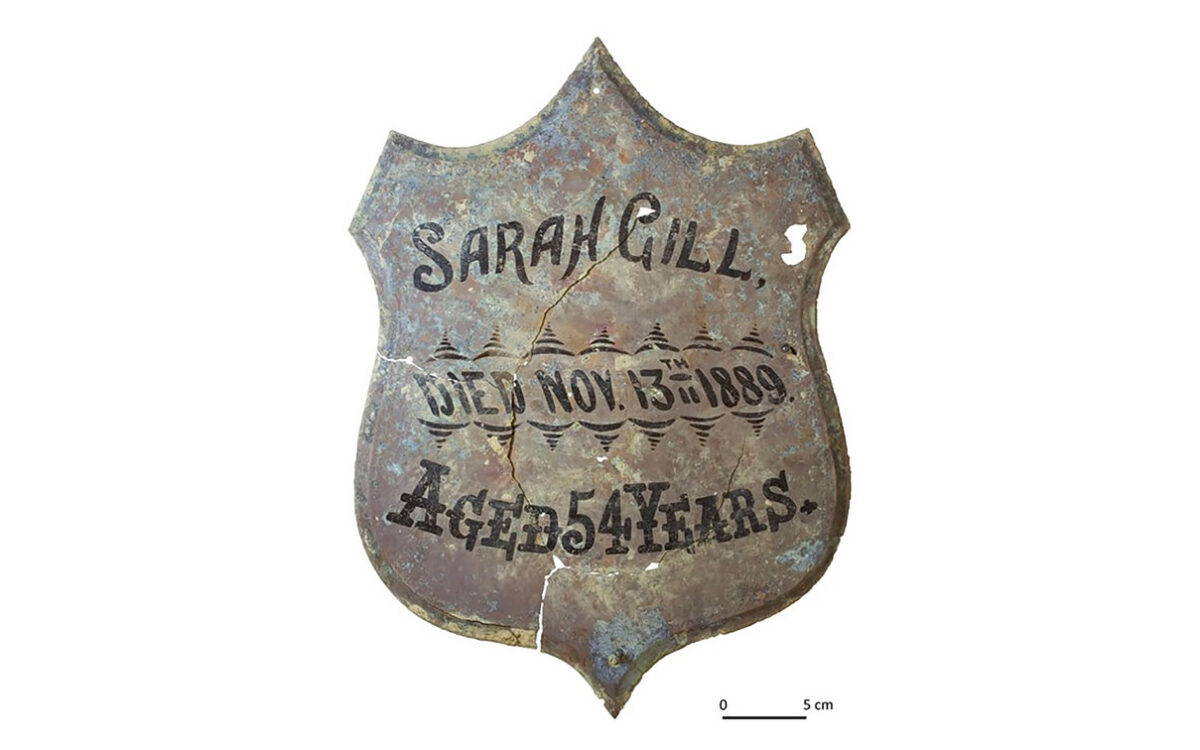 SARAH GILL,
DIED NOV. 13TH 1889.
AGED 54 YEARS.
0 5 cm